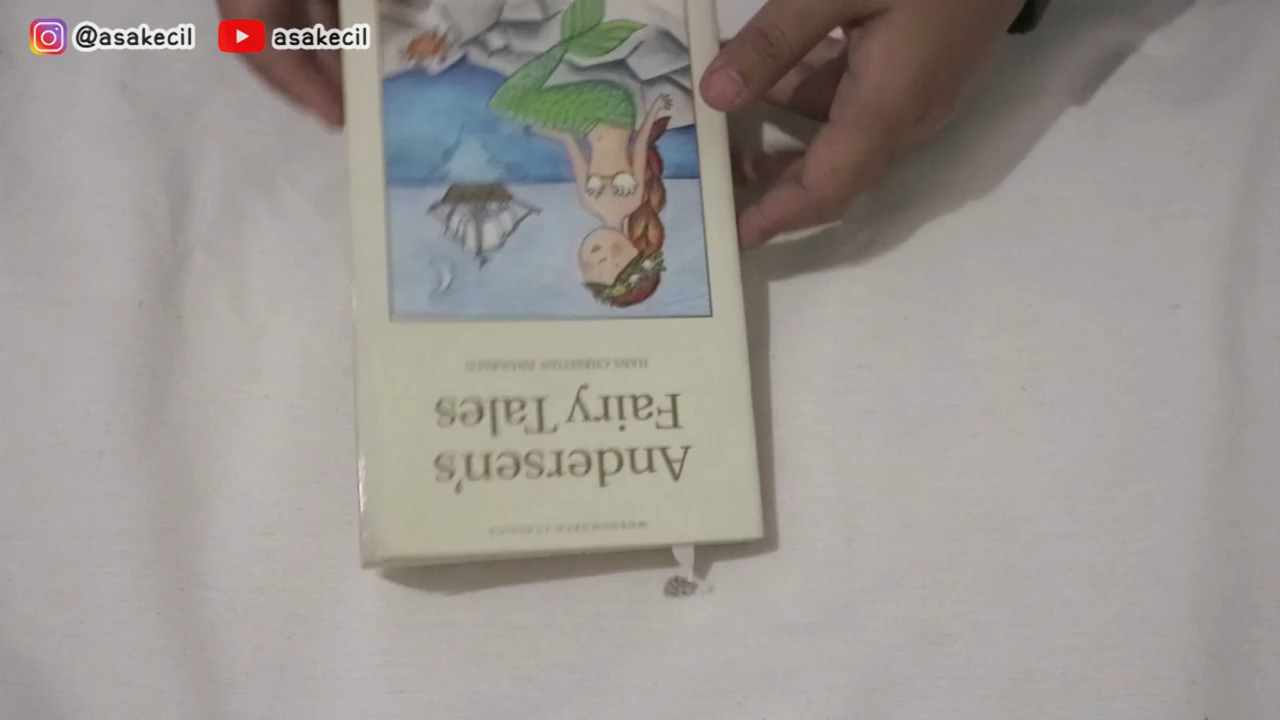 @asakecil
asakecil
WORDSWORTH CLASSICS
Andersen's
Fairy Tales
HANS CHRISTIAN ANDERSEN